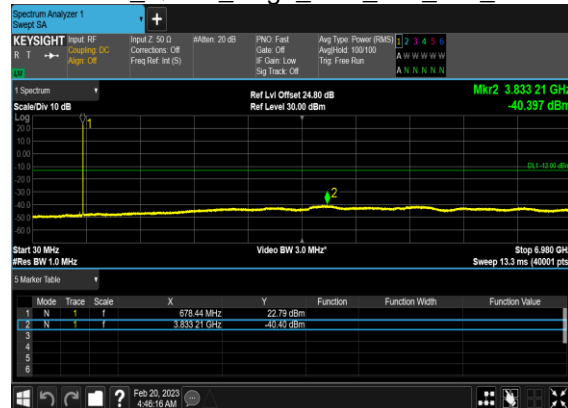 Spectrum Analyzer 1
Swept SA
KEYSIGHT Input: RF Input Z: 50 Ω #Atten: 20 dB PNO: Fast Avg Type: Power (RMS) 1 2 3 4 5 6
R T Coupling: DC Corrections: Off Gate: Off Avg|Hold: 100/100 A W W W W W
Align: Off Freq Ref: Int (S) IF Gain: Low Trig: Free Run
LW Sig Track: Off A N N N N N
1 Spectrum Ref Lvl Offset 24.80 dB Mkr2 3.833 21 GHz
Scale/Div 10 dB Ref Level 30.00 dBm -40.397 dBm
Log
20.0
10.0
0.00
-10.0
-20.0
-30.0
-40.0
-50.0
-60.0
1
DL1 -13.00 dBm
2
Start 30 MHz Video BW 3.0 MHz* Stop 6.980 GHz
#Res BW 1.0 MHz Sweep 13.3 ms (40001 pts)
5 Marker Table
Mode Trace Scale X Y Function Function Width Function Value
1 N 1 f 678.44 MHz 22.79 dBm
2 N 1 f 3.833 21 GHz -40.40 dBm
3
4
5
6
? Feb 20, 2023
4:46:16 AM